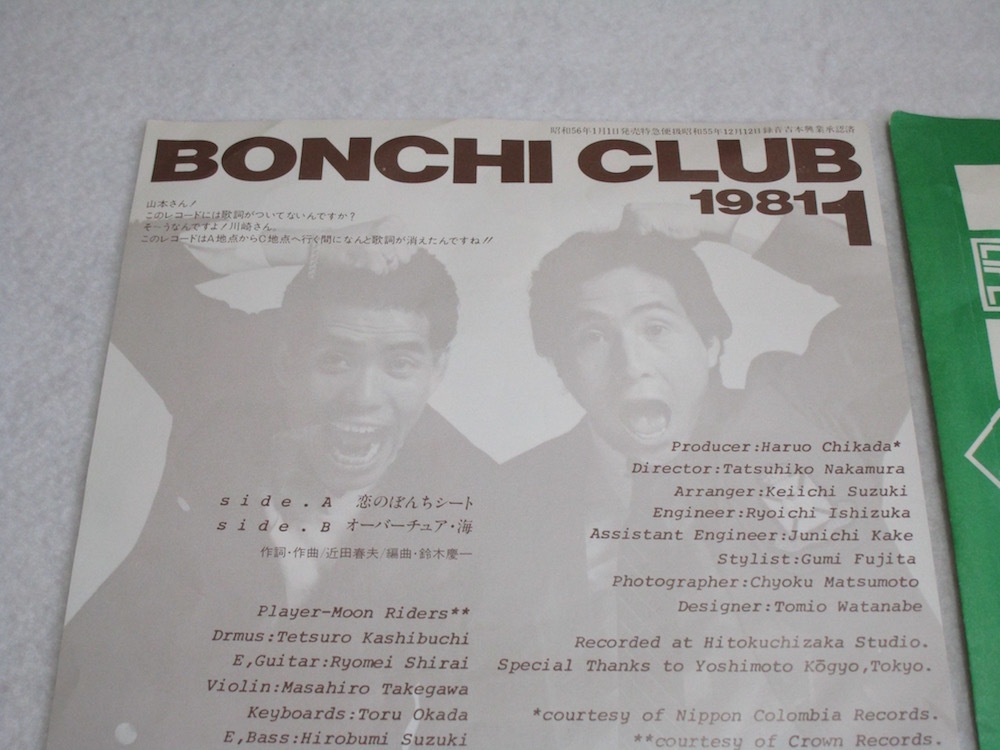 昭和56年1月1日発売特急便扱昭和55年12月12日録音吉本興業承認済
BONCHI CLUB
1981 1
山本さん!
このレコードには歌詞がついてないんですか?
そーうなんですよ!川崎さん。
このレコードはA地点からC地点へ行く間になんと歌詞が消えたんですね!!
side.A 恋のぼんちシート
side.B オーバーチュア・海
作詞・作曲/近田春夫/編曲・鈴木慶一
Player-Moon Riders**
Drmus:Tetsuro Kashibuchi
E,Guitar:Ryomei Shirai
Violin:Masahiro Takegawa
Keyboards:Toru Okada
E,Bass:Hirobumi Suzuki
Producer:Haruo Chikada*
Director:Tatsuhiko Nakamura
Arranger:Keiichi Suzuki
Engineer:Ryoichi Ishizuka
Assistant Engineer:Junichi Kake
Stylist:Gumi Fujita
Photographer:Chyoku Matsumoto
Designer:Tomio Watanabe
Recorded at Hitokuchizaka Studio.
Special Thanks to Yoshimoto Kōgyo,Tokyo.
*courtesy of Nippon Colombia Records.
**courtesy of Crown Records.